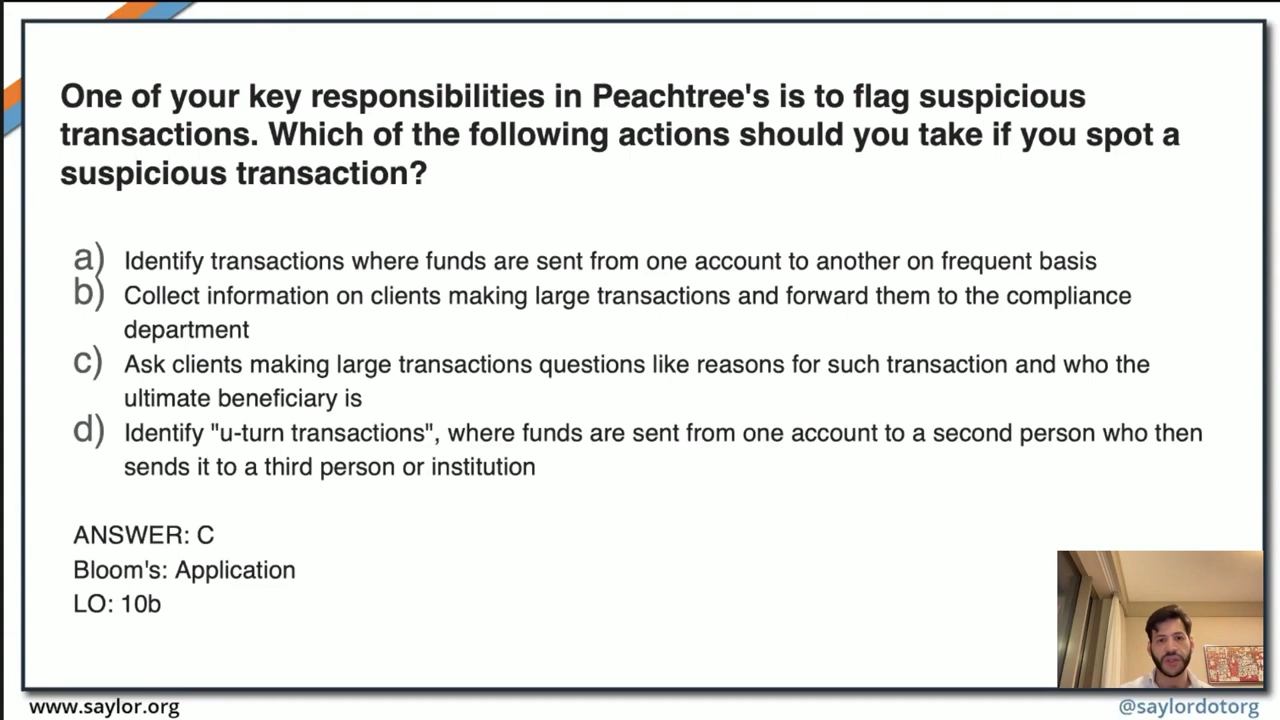 One of your key responsibilities in Peachtree's is to flag suspicious
transactions. Which of the following actions should you take if you spot a
suspicious transaction?
a) Identify transactions where funds are sent from one account to another on frequent basis
b) Collect information on clients making large transactions and forward them to the compliance
department
c) Ask clients making large transactions questions like reasons for such transaction and who the
ultimate beneficiary is
d) Identify "u-turn transactions", where funds are sent from one account to a second person who then
sends it to a third person or institution
ANSWER: C
Bloom's: Application
LO: 10b
www.saylor.org
@saylordotorg